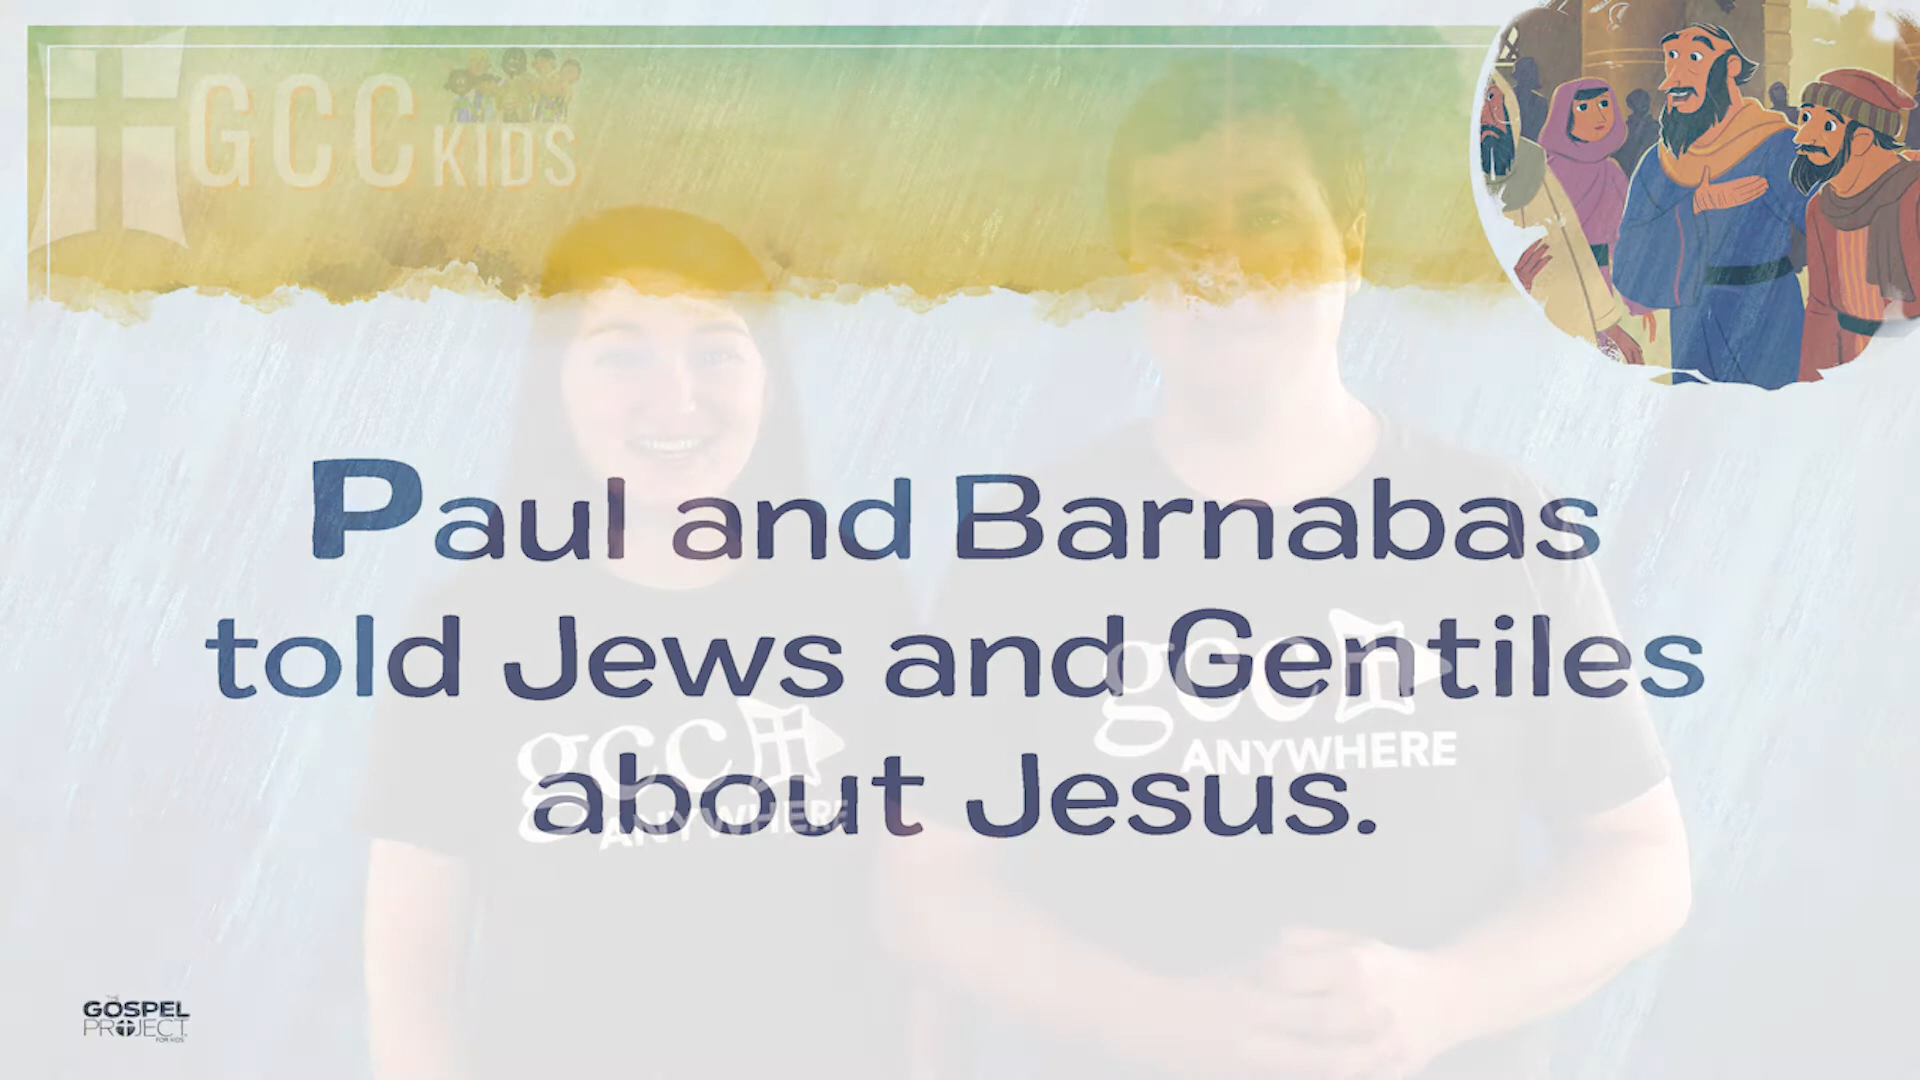 GCC KIDS
Paul and Barnabas
told Jews and Gentiles
about Jesus.
gcc
ANYWHERE
gcc
ANYWHERE
THE
GOSPEL
PROJECT
FOR KIDS